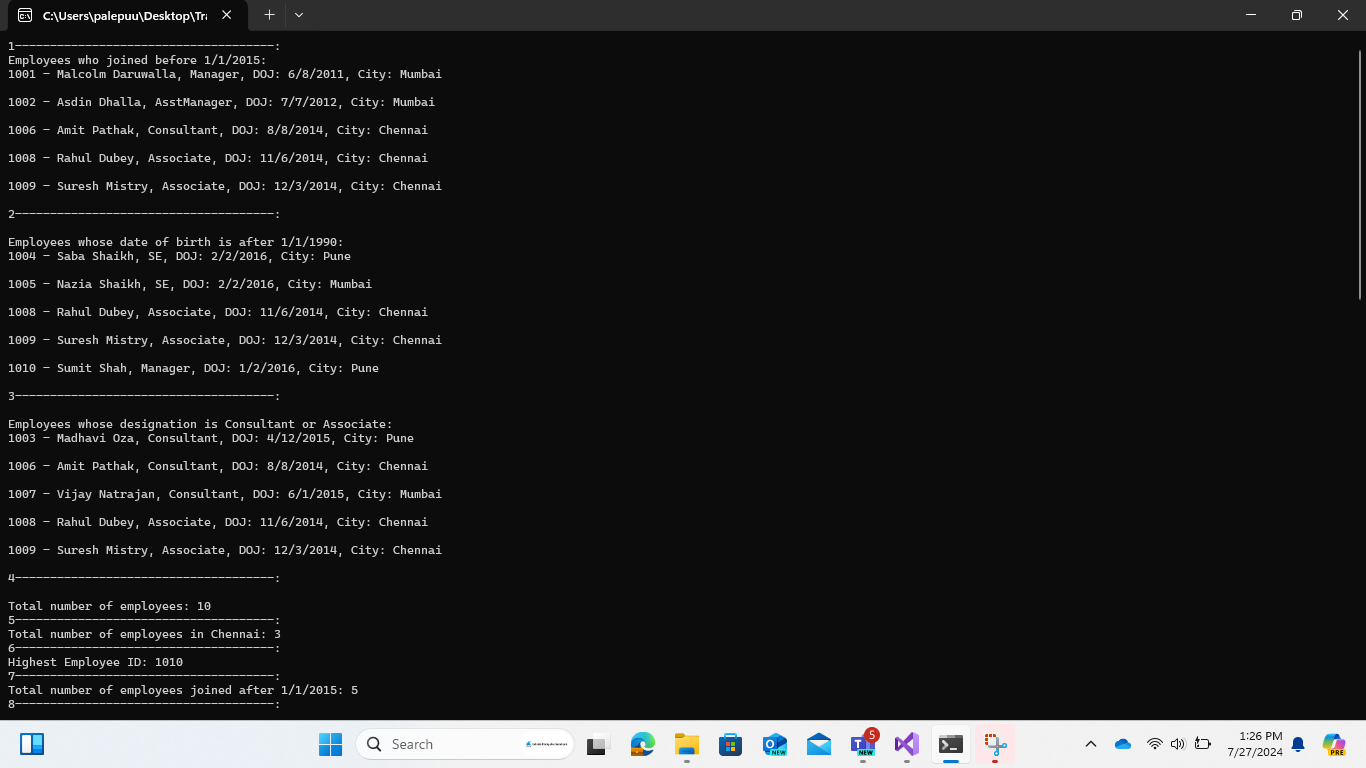 C:\Users\palepuu\Desktop\Tra
1-------------------------------------:
Employees who joined before 1/1/2015:
1001 - Malcolm Daruwalla, Manager, DOJ: 6/8/2011, City: Mumbai
1002 - Asdin Dhalla, AsstManager, DOJ: 7/7/2012, City: Mumbai
1006 - Amit Pathak, Consultant, DOJ: 8/8/2014, City: Chennai
1008 - Rahul Dubey, Associate, DOJ: 11/6/2014, City: Chennai
1009 - Suresh Mistry, Associate, DOJ: 12/3/2014, City: Chennai
2-------------------------------------:
Employees whose date of birth is after 1/1/1990:
1004 - Saba Shaikh, SE, DOJ: 2/2/2016, City: Pune
1005 - Nazia Shaikh, SE, DOJ: 2/2/2016, City: Mumbai
1008 - Rahul Dubey, Associate, DOJ: 11/6/2014, City: Chennai
1009 - Suresh Mistry, Associate, DOJ: 12/3/2014, City: Chennai
1010 - Sumit Shah, Manager, DOJ: 1/2/2016, City: Pune
3-------------------------------------:
Employees whose designation is Consultant or Associate:
1003 - Madhavi Oza, Consultant, DOJ: 4/12/2015, City: Pune
1006 - Amit Pathak, Consultant, DOJ: 8/8/2014, City: Chennai
1007 - Vijay Natrajan, Consultant, DOJ: 6/1/2015, City: Mumbai
1008 - Rahul Dubey, Associate, DOJ: 11/6/2014, City: Chennai
1009 - Suresh Mistry, Associate, DOJ: 12/3/2014, City: Chennai
4-------------------------------------:
Total number of employees: 10
5-------------------------------------:
Total number of employees in Chennai: 3
6-------------------------------------:
Highest Employee ID: 1010
7-------------------------------------:
Total number of employees joined after 1/1/2015: 5
8-------------------------------------:
Search
NEW
5
NEW
1:26 PM
7/27/2024
PRE